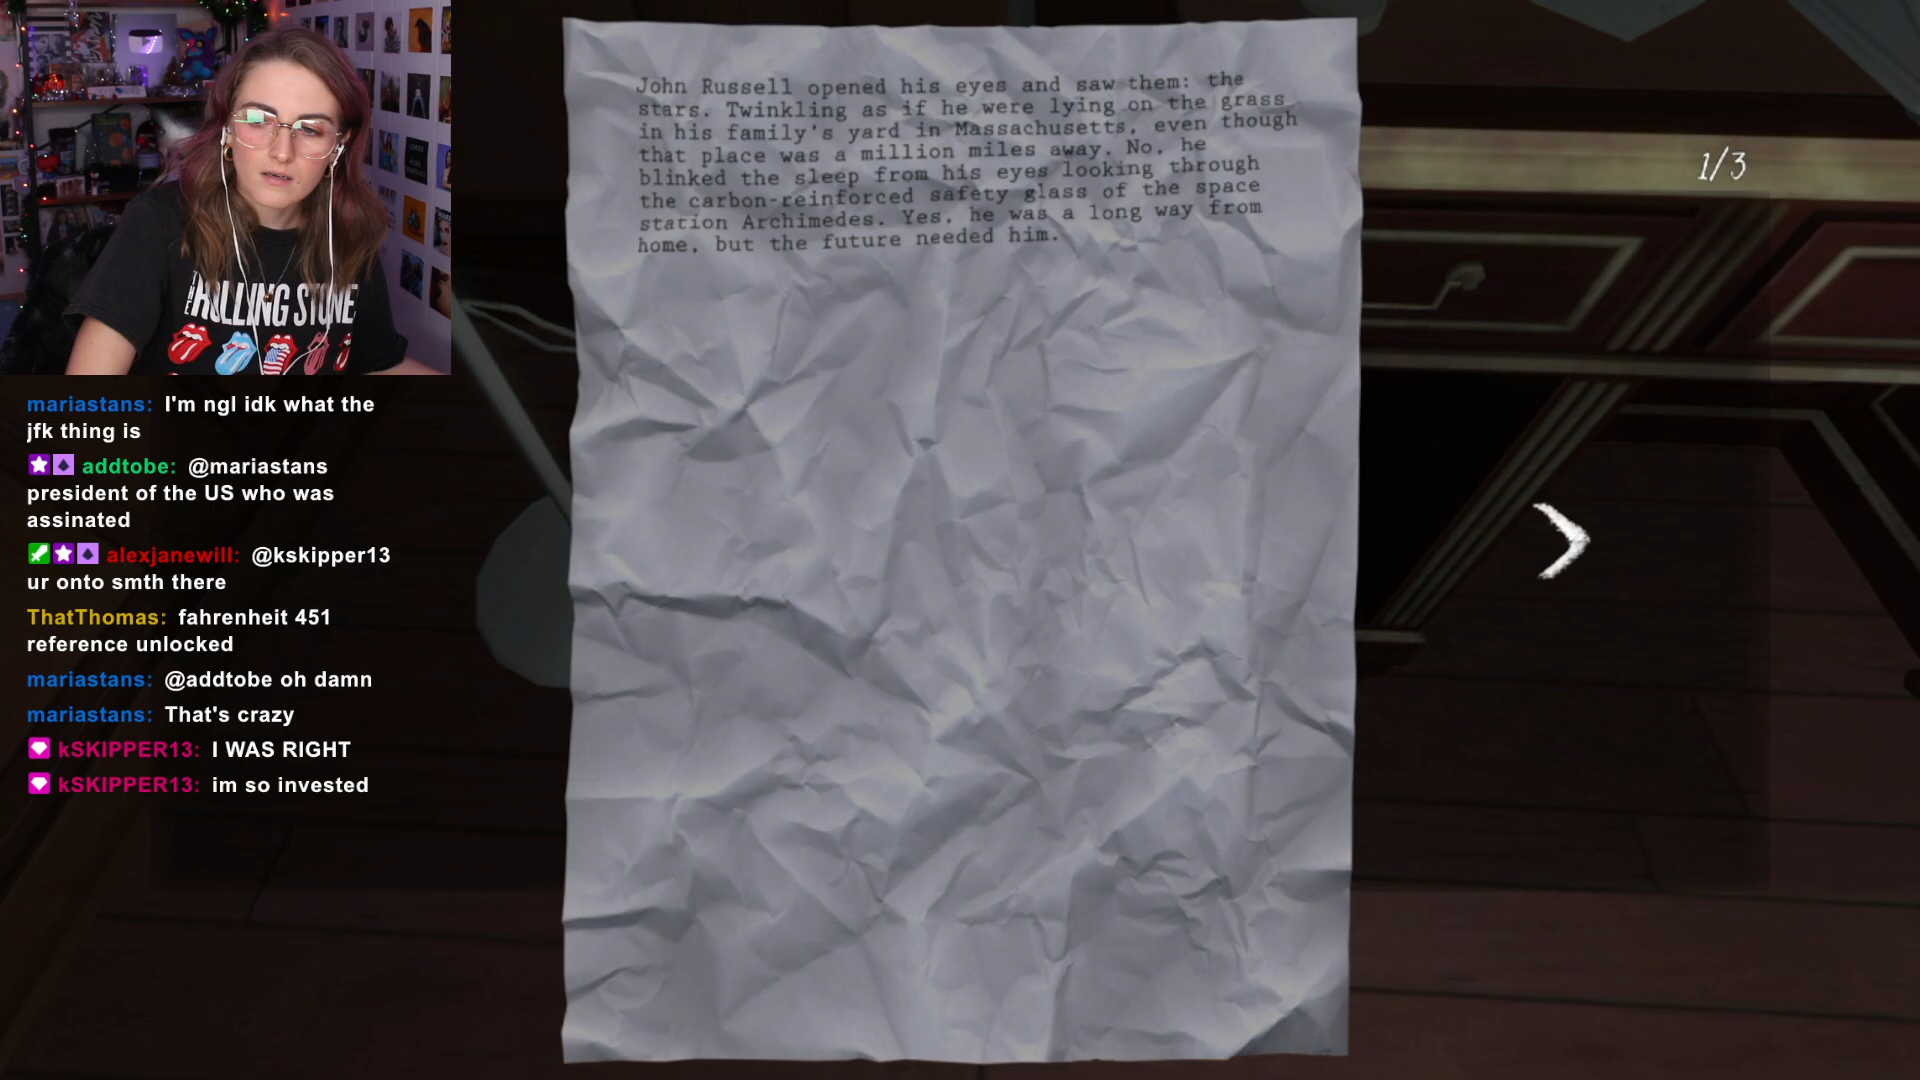 THE
ROLLING STONE
mariastans: I'm ngl idk what the
jfk thing is
addtobe: @mariastans
president of the US who was
assinated
alexjanewill: @kskipper13
ur onto smth there
ThatThomas: fahrenheit 451
reference unlocked
mariastans: @addtobe oh damn
mariastans: That's crazy
kSKIPPER13: I WAS RIGHT
kSKIPPER13: im so invested
John Russell opened his eyes and saw them: the
stars. Twinkling as if he were lying on the grass
in his family's yard in Massachusetts, even though
that place was a million miles away. No, he
blinked the sleep from his eyes looking through
the carbon-reinforced safety glass of the space
station Archimedes. Yes, he was a long way from
home, but the future needed him.
1/3